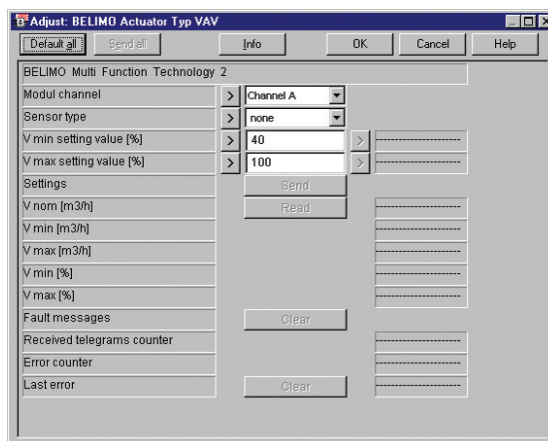 Adjust: BELIMO Actuator Typ VAV
Default all Send all Info OK Cancel Help
BELIMO Multi Function Technology 2
Modul channel > Channel A
Sensor type > none
V min setting value [%] > 40 > --------------------
V max setting value [%] > 100 > --------------------
Settings Send
V nom [m3/h] Read --------------------
V min [m3/h] --------------------
V max [m3/h] --------------------
V min [%] --------------------
V max [%] --------------------
Fault messages Clear
Received telegrams counter --------------------
Error counter --------------------
Last error Clear --------------------